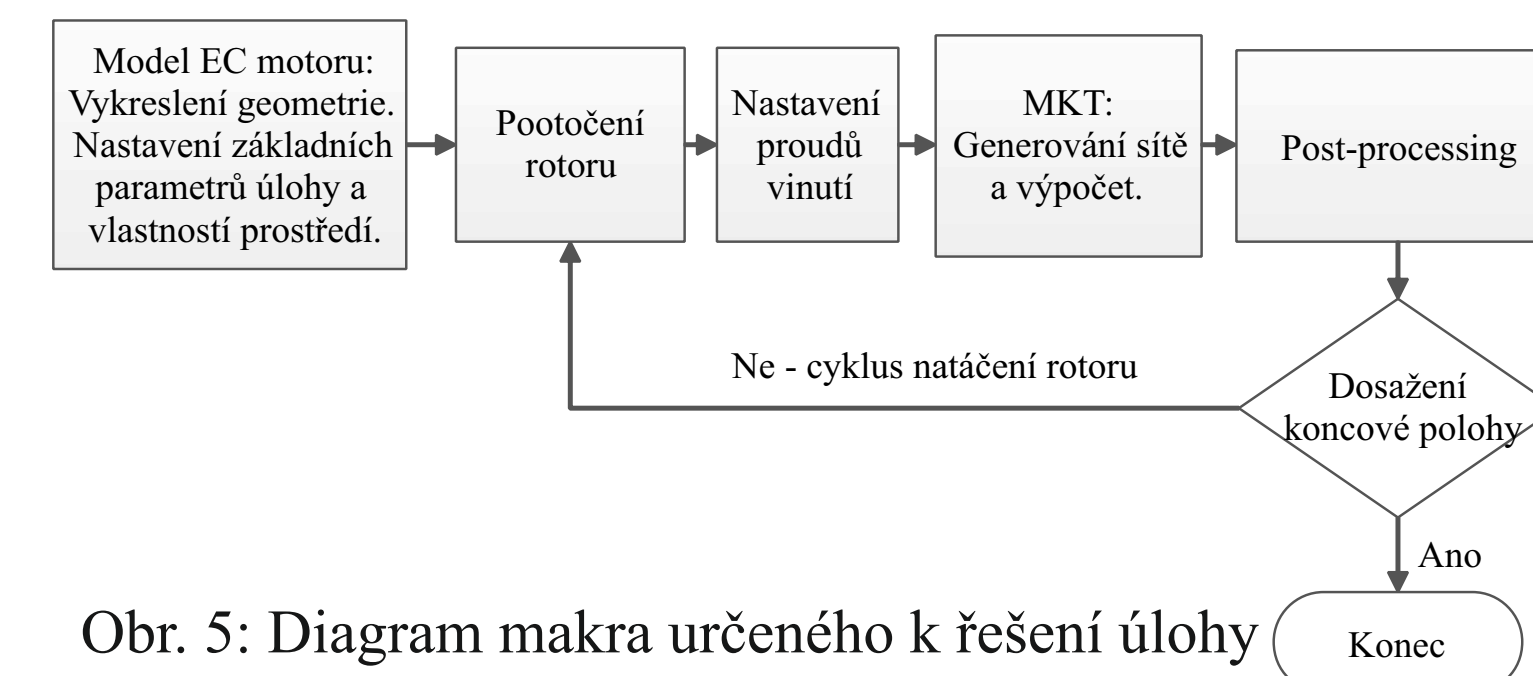 Model EC motoru:
Vykreslení geometrie.
Nastavení základních
parametrů úlohy a
vlastností prostředí.
Pootočení
rotoru
Nastavení
proudů
vinutí
MKT:
Generování sítě
a výpočet.
Post-processing
Ne - cyklus natáčení rotoru
Dosažení
koncové polohy
Ano
Konec
Obr. 5: Diagram makra určeného k řešení úlohy